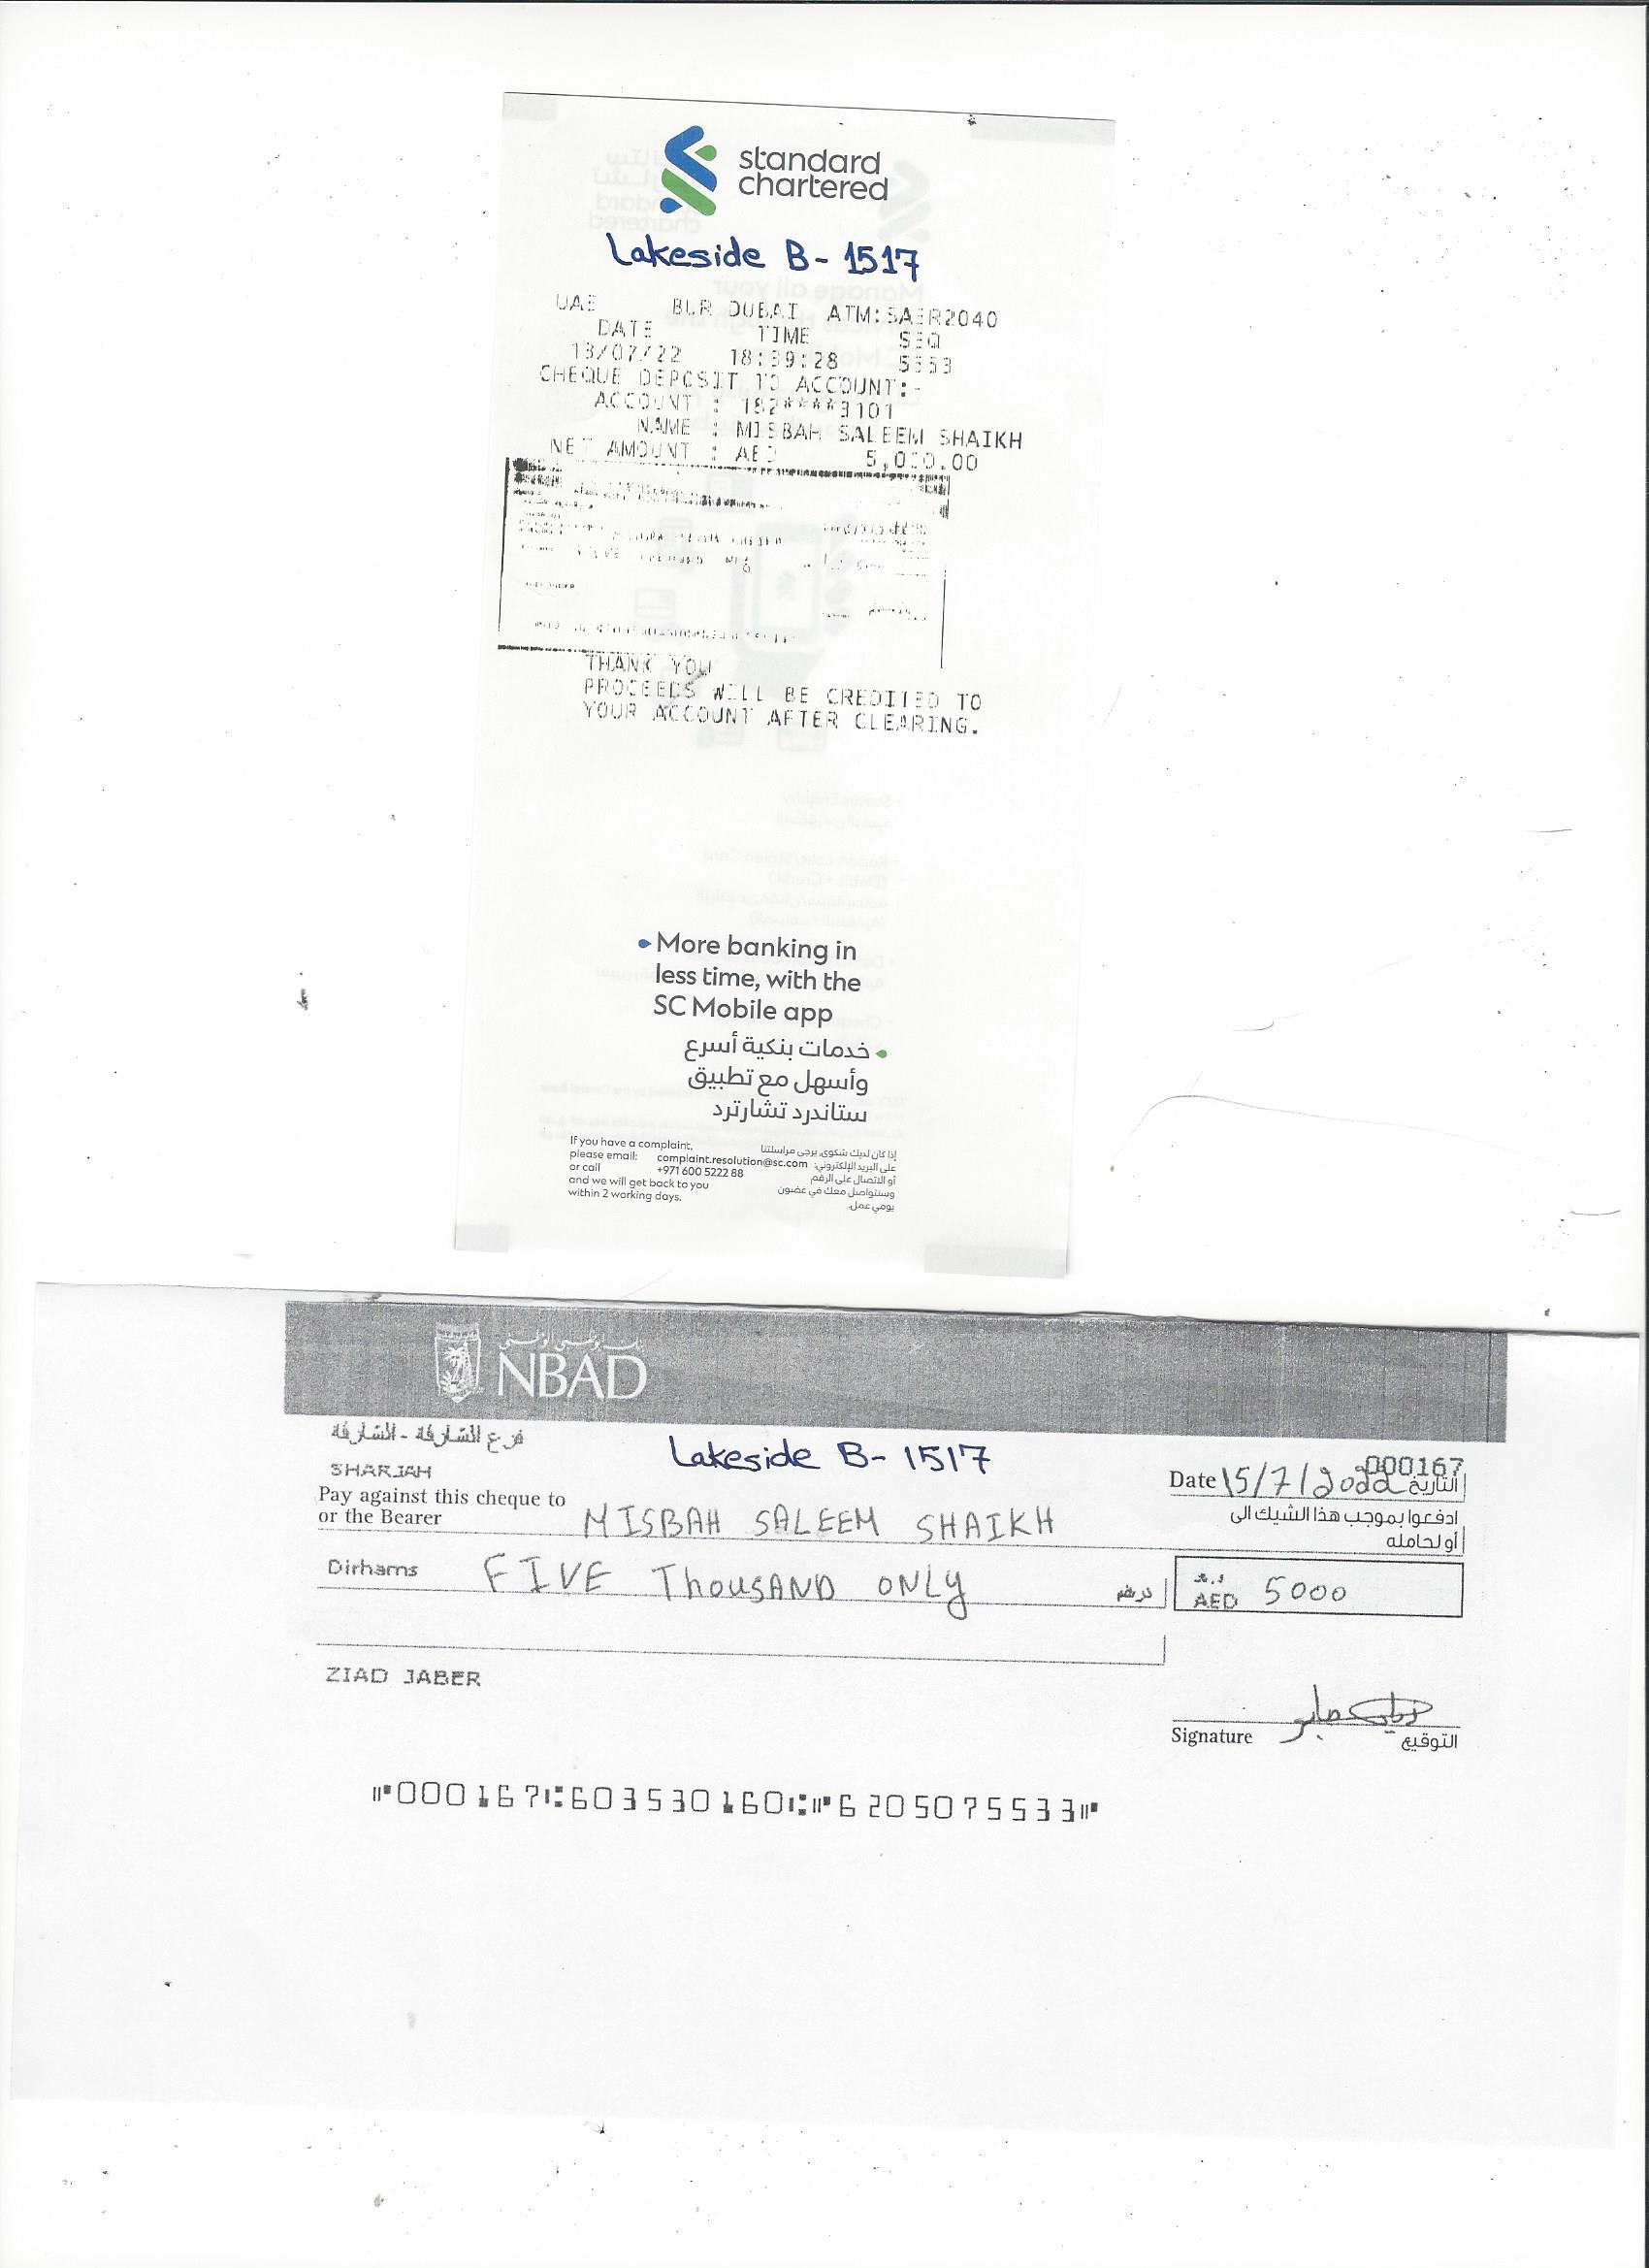 standard
chartered
Lakeside B- 1517
UAE BUR DUBAI ATM:SAER2040
DATE TIME SEQ
13/07/22 18:39:28 5553
CHEQUE DEPOSIT TO ACCOUNT:-
ACCOUNT : 182****3101
NAME : MISBAH SALEEM SHAIKH
NET AMOUNT : AED 5,000.00
THANK YOU
PROCEEDS WILL BE CREDITED TO
YOUR ACCOUNT AFTER CLEARING.
More banking in
less time, with the
SC Mobile app
خدمات بنكية أسرع
وأسهل مع تطبيق
ستاندرد تشارترد
If you have a complaint, إذا كان لديك شكوى، يرجى مراسلتنا
please email: complaint.resolution@sc.com على البريد الإلكتروني:
or call +971 600 5222 88 أو الاتصال على الرقم
and we will get back to you وسنتواصل معك في غضون
within 2 working days. يومي عمل.
NBAD
فرع الشارقة - الشارقة
Lakeside B- 1517
SHARJAH
000167
Date 15/7/2022 التاريخ
Pay against this cheque to ادفعوا بموجب هذا الشيك الى
or the Bearer MISBAH SALEEM SHAIKH أو لحامله
Dirhams FIVE THOUSAND ONLY درهم
د.إ.
AED 5000
ZIAD JABER
Signature التوقيع
⑈000167⑆603530160⑆⑈6205075533⑈